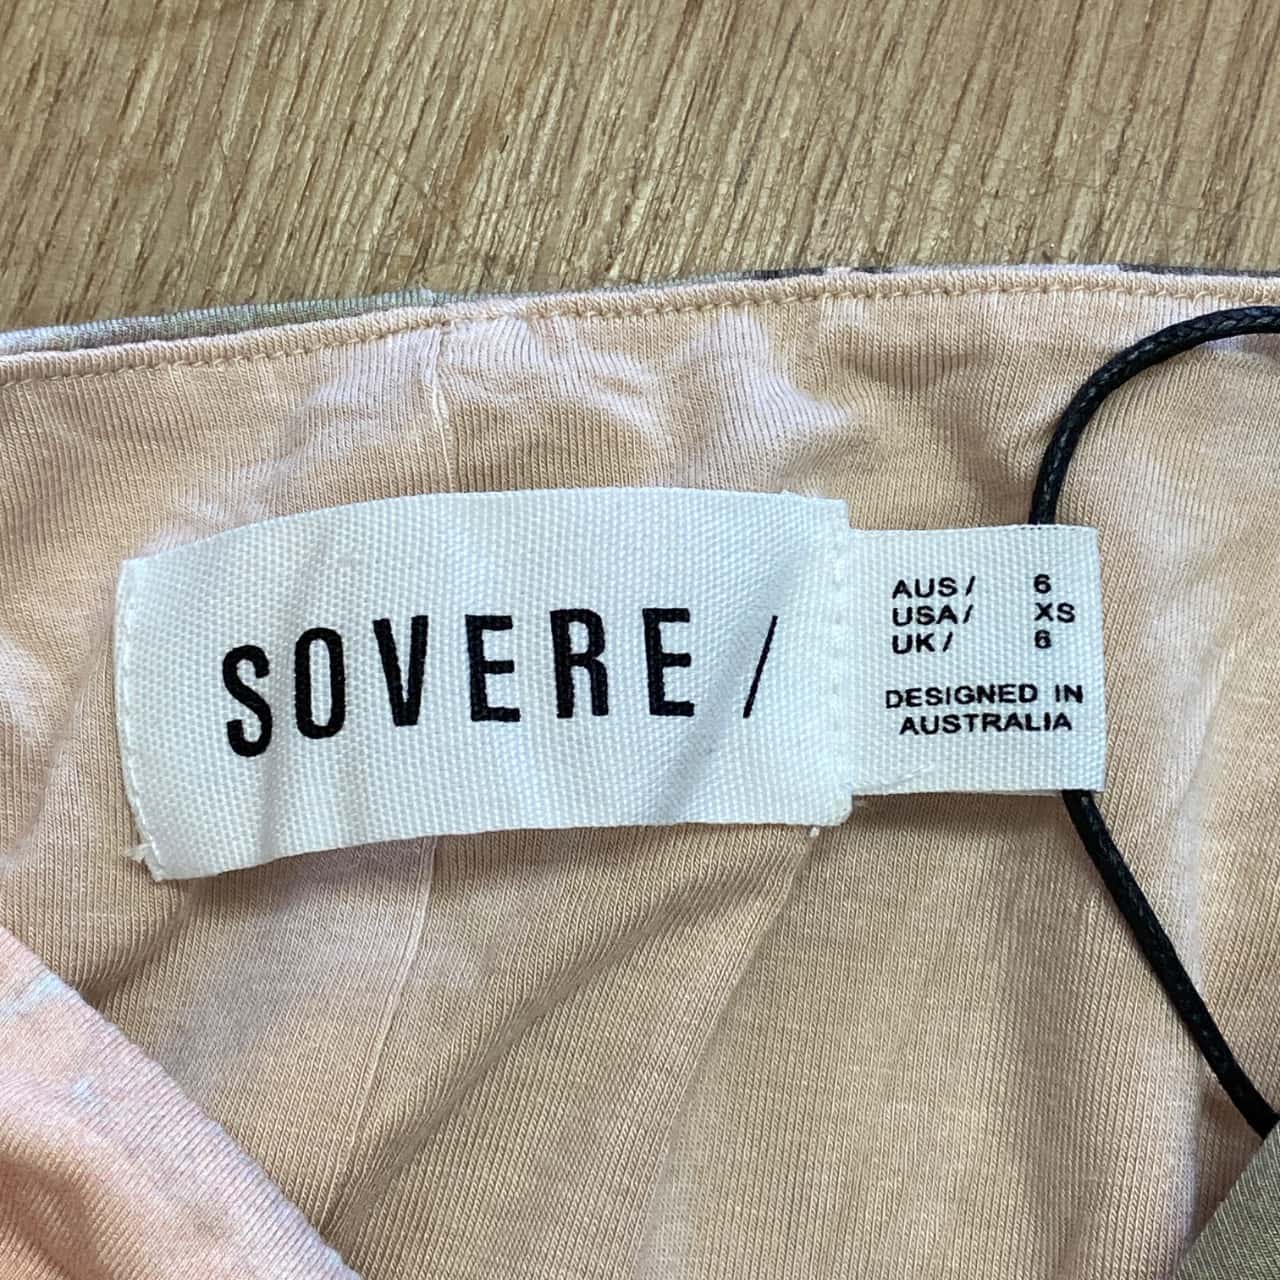 SOVERE /
AUS / 6
USA / XS
UK / 6
DESIGNED IN
AUSTRALIA